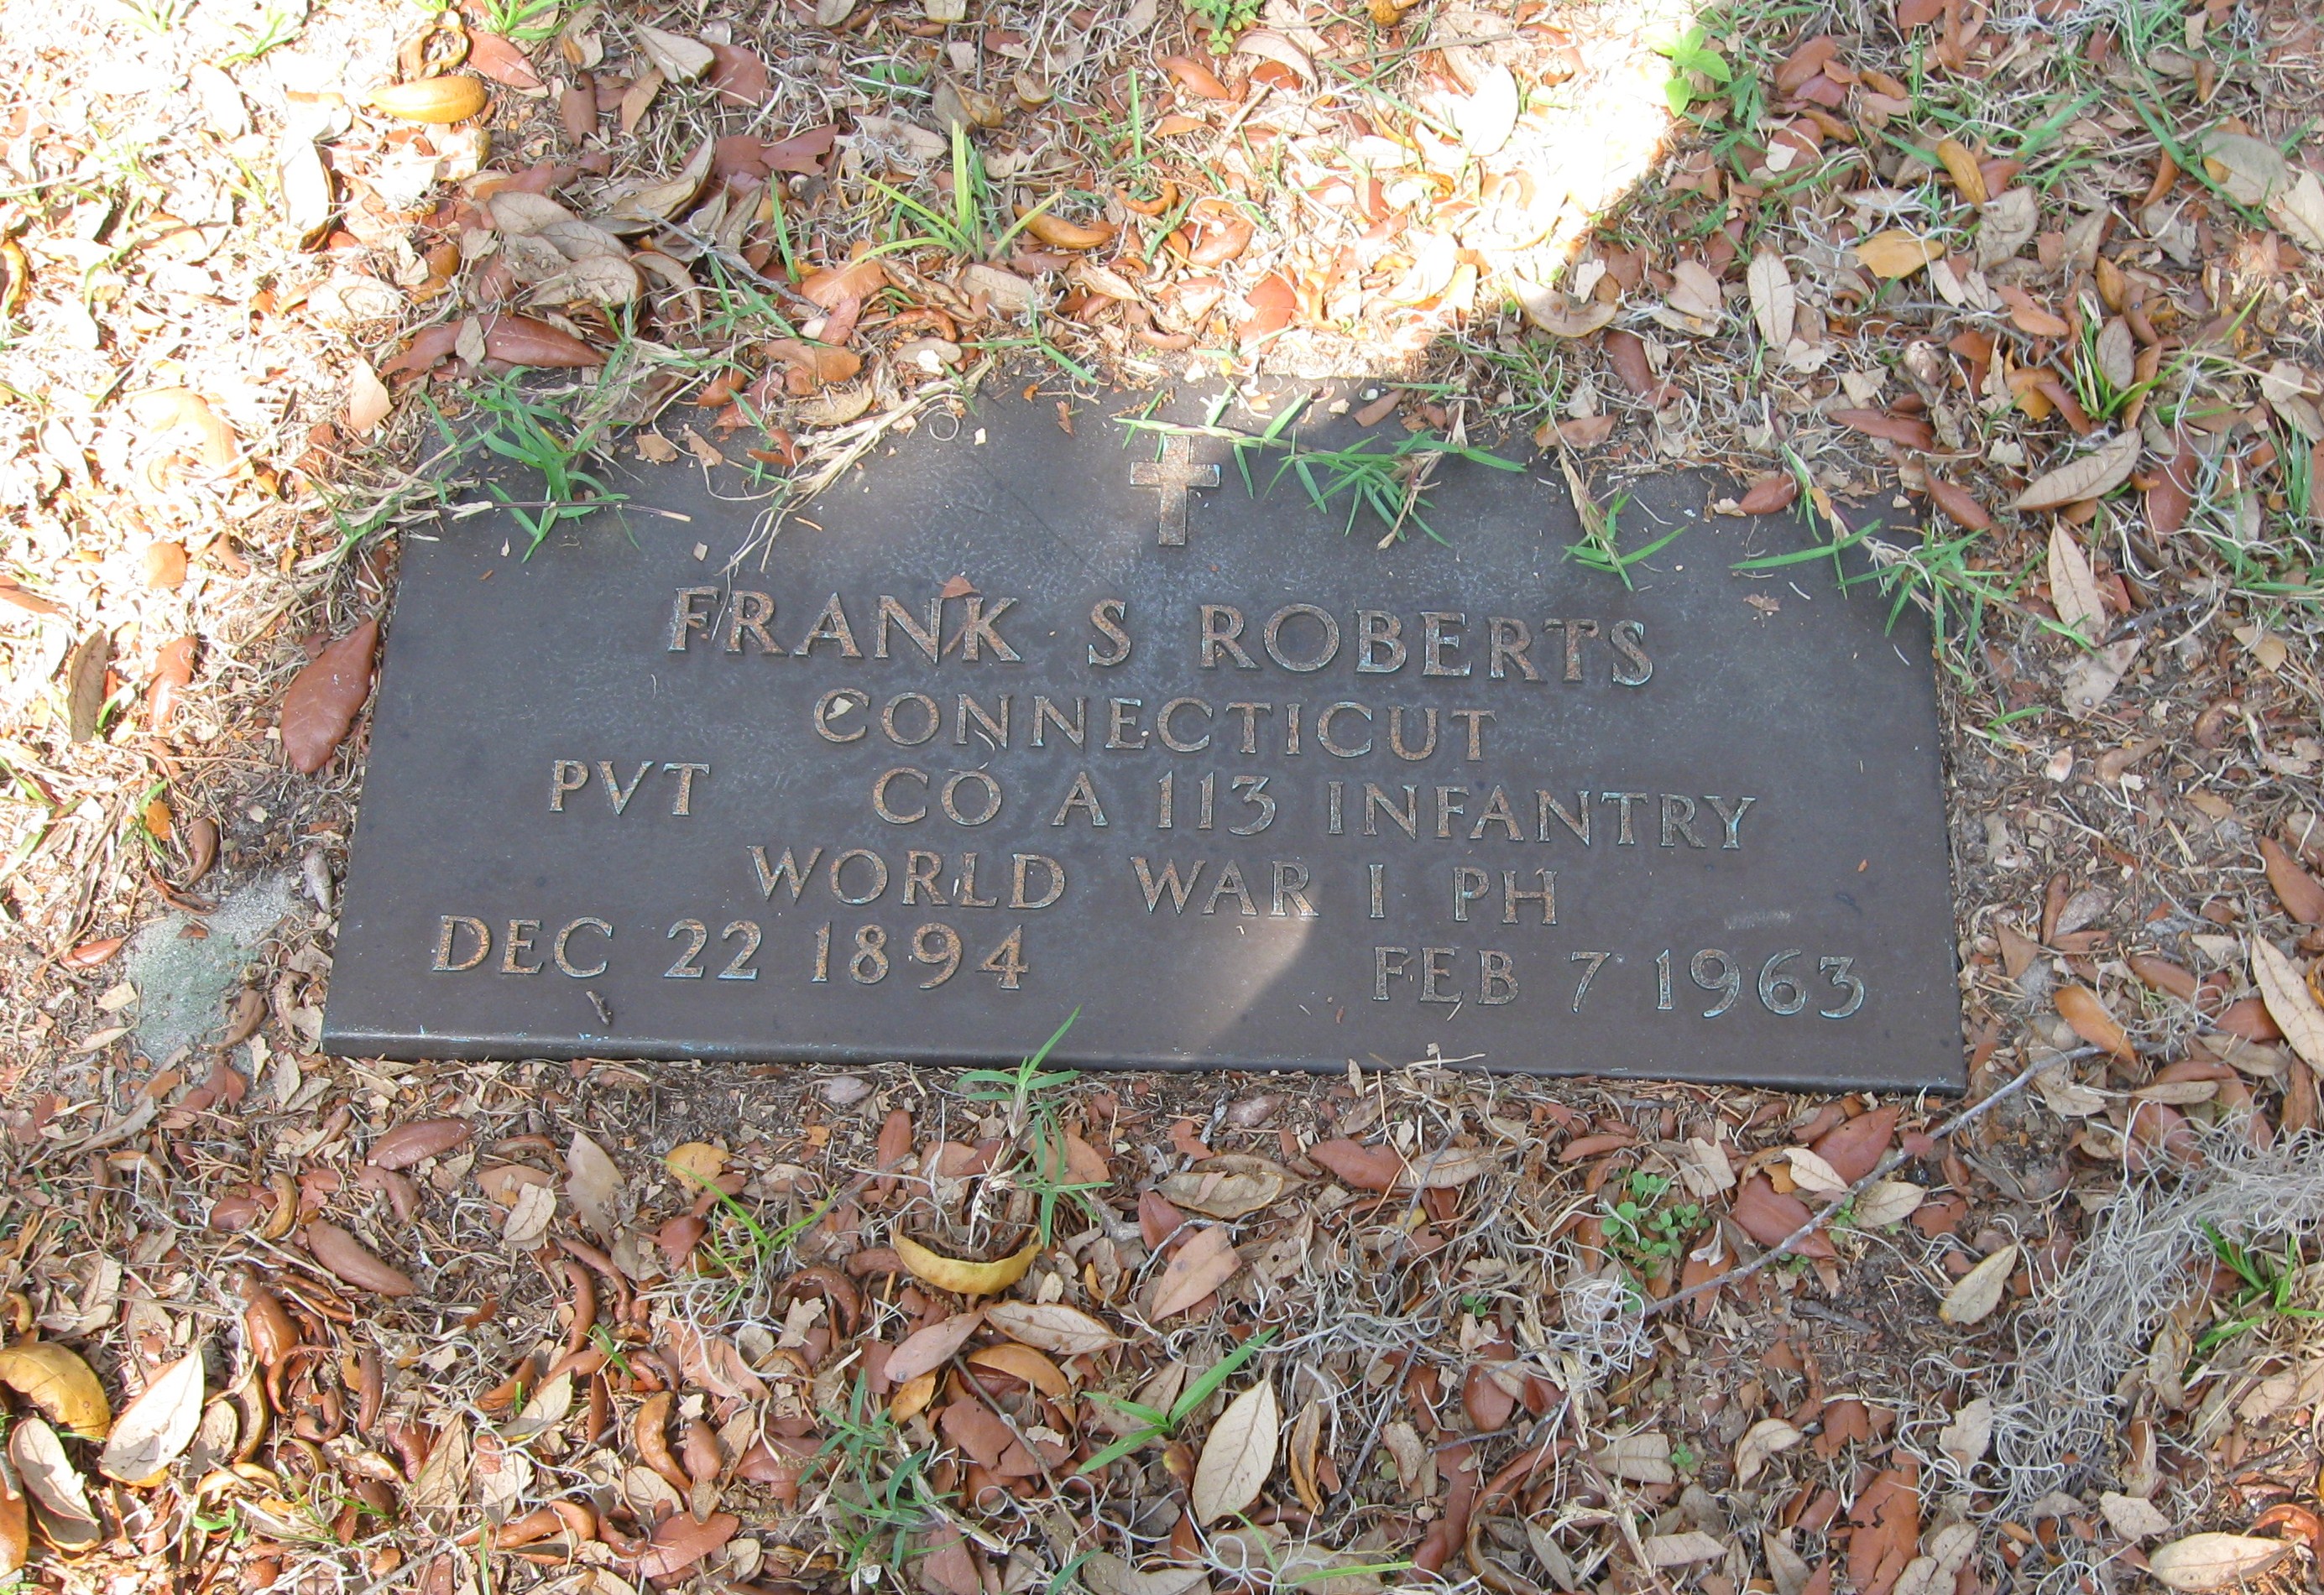 FRANK S ROBERTS
CONNECTICUT
PVT CO A 113 INFANTRY
WORLD WAR I PH
DEC 22 1894 FEB 7 1963